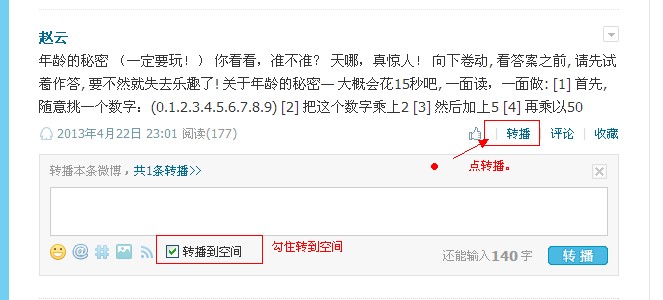 赵云
年龄的秘密 （一定要玩！） 你看看，准不准？ 天哪，真惊人！ 向下卷动, 看答案之前, 请先试
着作答, 要不然就失去乐趣了! 关于年龄的秘密— 大概会花15秒吧, 一面读，一面做: [1] 首先,
随意挑一个数字：(0.1.2.3.4.5.6.7.8.9) [2] 把这个数字乘上2 [3] 然后加上5 [4] 再乘以50
2013年4月22日 23:01 阅读(177) 转播 评论 收藏
点转播。
转播本条微博，共1条转播>>
转播到空间 勾住转到空间 还能输入140 字 转 播